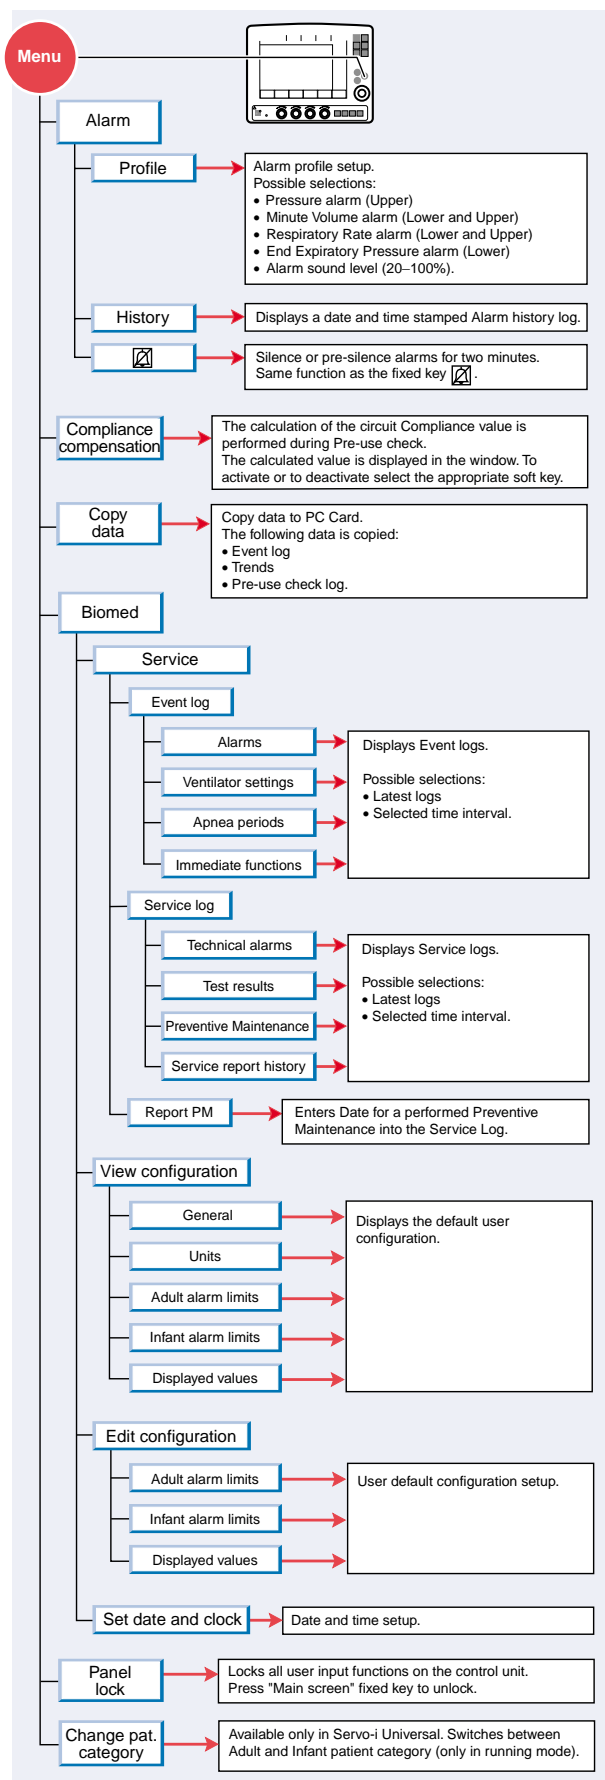 Menu
Alarm
Profile
Alarm profile setup.
Possible selections:
• Pressure alarm (Upper)
• Minute Volume alarm (Lower and Upper)
• Respiratory Rate alarm (Lower and Upper)
• End Expiratory Pressure alarm (Lower)
• Alarm sound level (20–100%).
History
Displays a date and time stamped Alarm history log.
Silence or pre-silence alarms for two minutes.
Same function as the fixed key .
Compliance
compensation
The calculation of the circuit Compliance value is
performed during Pre-use check.
The calculated value is displayed in the window. To
activate or to deactivate select the appropriate soft key.
Copy
data
Copy data to PC Card.
The following data is copied:
• Event log
• Trends
• Pre-use check log.
Biomed
Service
Event log
Alarms
Ventilator settings
Apnea periods
Immediate functions
Displays Event logs.
Possible selections:
• Latest logs
• Selected time interval.
Service log
Technical alarms
Test results
Preventive Maintenance
Service report history
Displays Service logs.
Possible selections:
• Latest logs
• Selected time interval.
Report PM
Enters Date for a performed Preventive
Maintenance into the Service Log.
View configuration
General
Units
Adult alarm limits
Infant alarm limits
Displayed values
Displays the default user
configuration.
Edit configuration
Adult alarm limits
Infant alarm limits
Displayed values
User default configuration setup.
Set date and clock
Date and time setup.
Panel
lock
Locks all user input functions on the control unit.
Press "Main screen" fixed key to unlock.
Change pat.
category
Available only in Servo-i Universal. Switches between
Adult and Infant patient category (only in running mode).